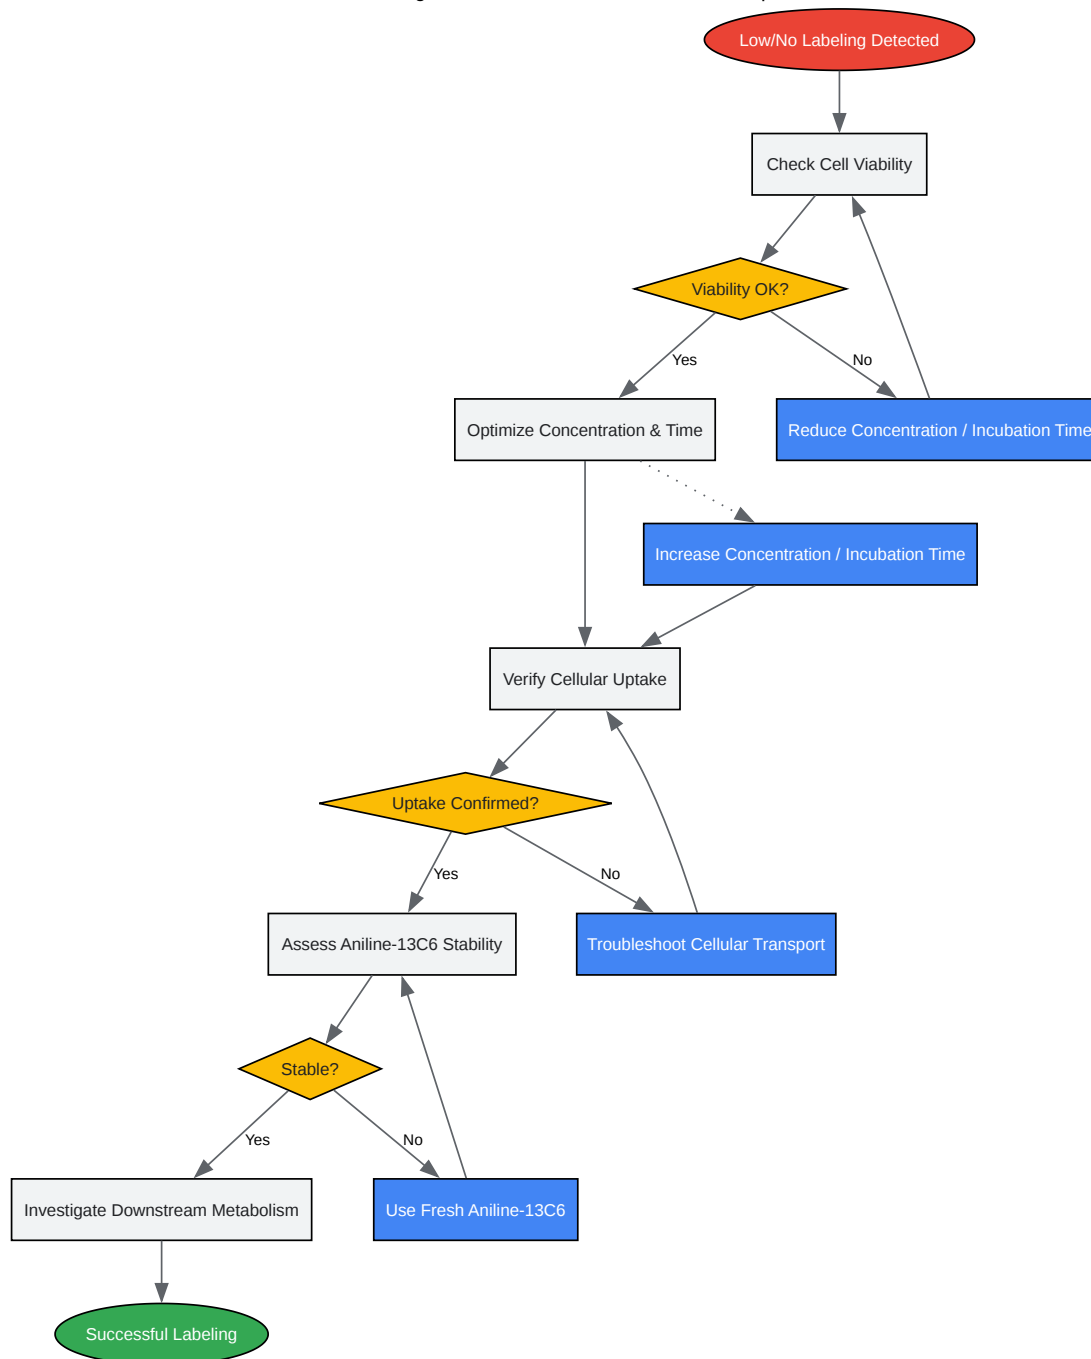 Low/No Labeling Detected
Check Cell Viability
Viability OK?
Yes
No
Optimize Concentration & Time
Reduce Concentration / Incubation Time
Increase Concentration / Incubation Time
Verify Cellular Uptake
Uptake Confirmed?
Yes
No
Assess Aniline-13C6 Stability
Troubleshoot Cellular Transport
Stable?
Yes
No
Investigate Downstream Metabolism
Use Fresh Aniline-13C6
Successful Labeling